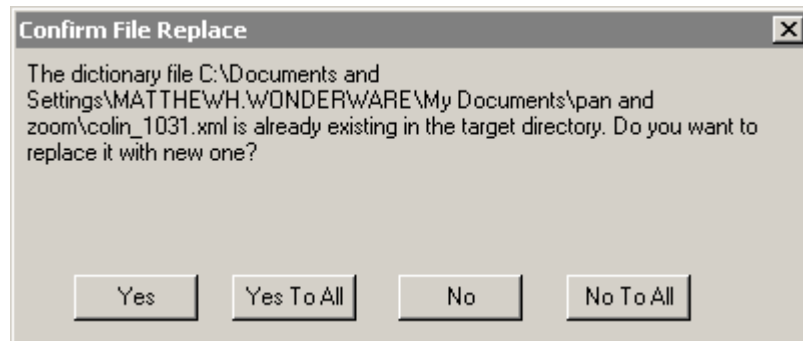 Confirm File Replace
The dictionary file C:\Documents and
Settings\MATTHEWH.WONDERWARE\My Documents\pan and
zoom\colin_1031.xml is already existing in the target directory. Do you want to
replace it with new one?
Yes Yes To All No No To All